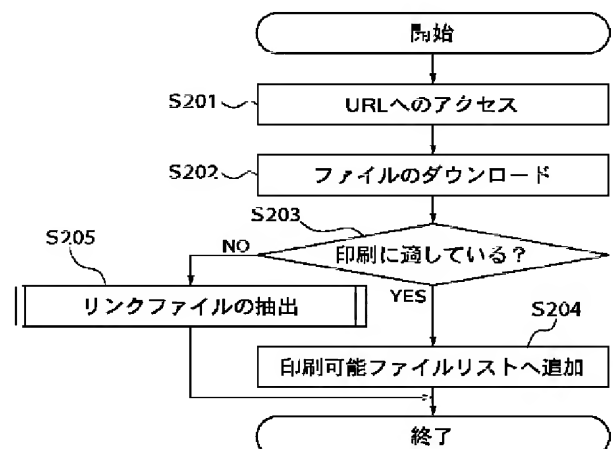 開始
S201
URLへのアクセス
S202
ファイルのダウンロード
S203
印刷に適している?
NO
YES
S205
リンクファイルの抽出
S204
印刷可能ファイルリストへ追加
終了